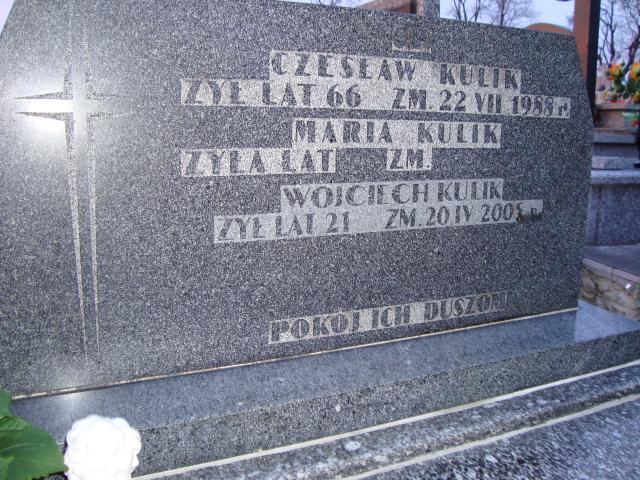 Ś.P.
CZESŁAW KULIK
ŻYŁ LAT 66 ZM. 22 VII 1988 r.
MARIA KULIK
ŻYŁA LAT ZM.
WOJCIECH KULIK
ŻYŁ LAT 21 ZM. 20 IV r.
POKÓJ ICH DUSZOM